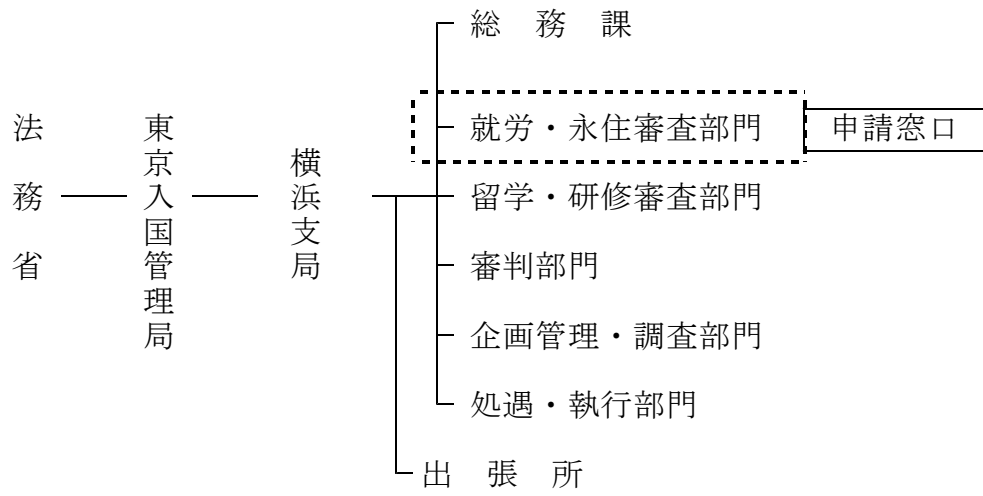 法務省
東京入国管理局
横浜支局
総務課
就労・永住審査部門
申請窓口
留学・研修審査部門
審判部門
企画管理・調査部門
処遇・執行部門
出張所